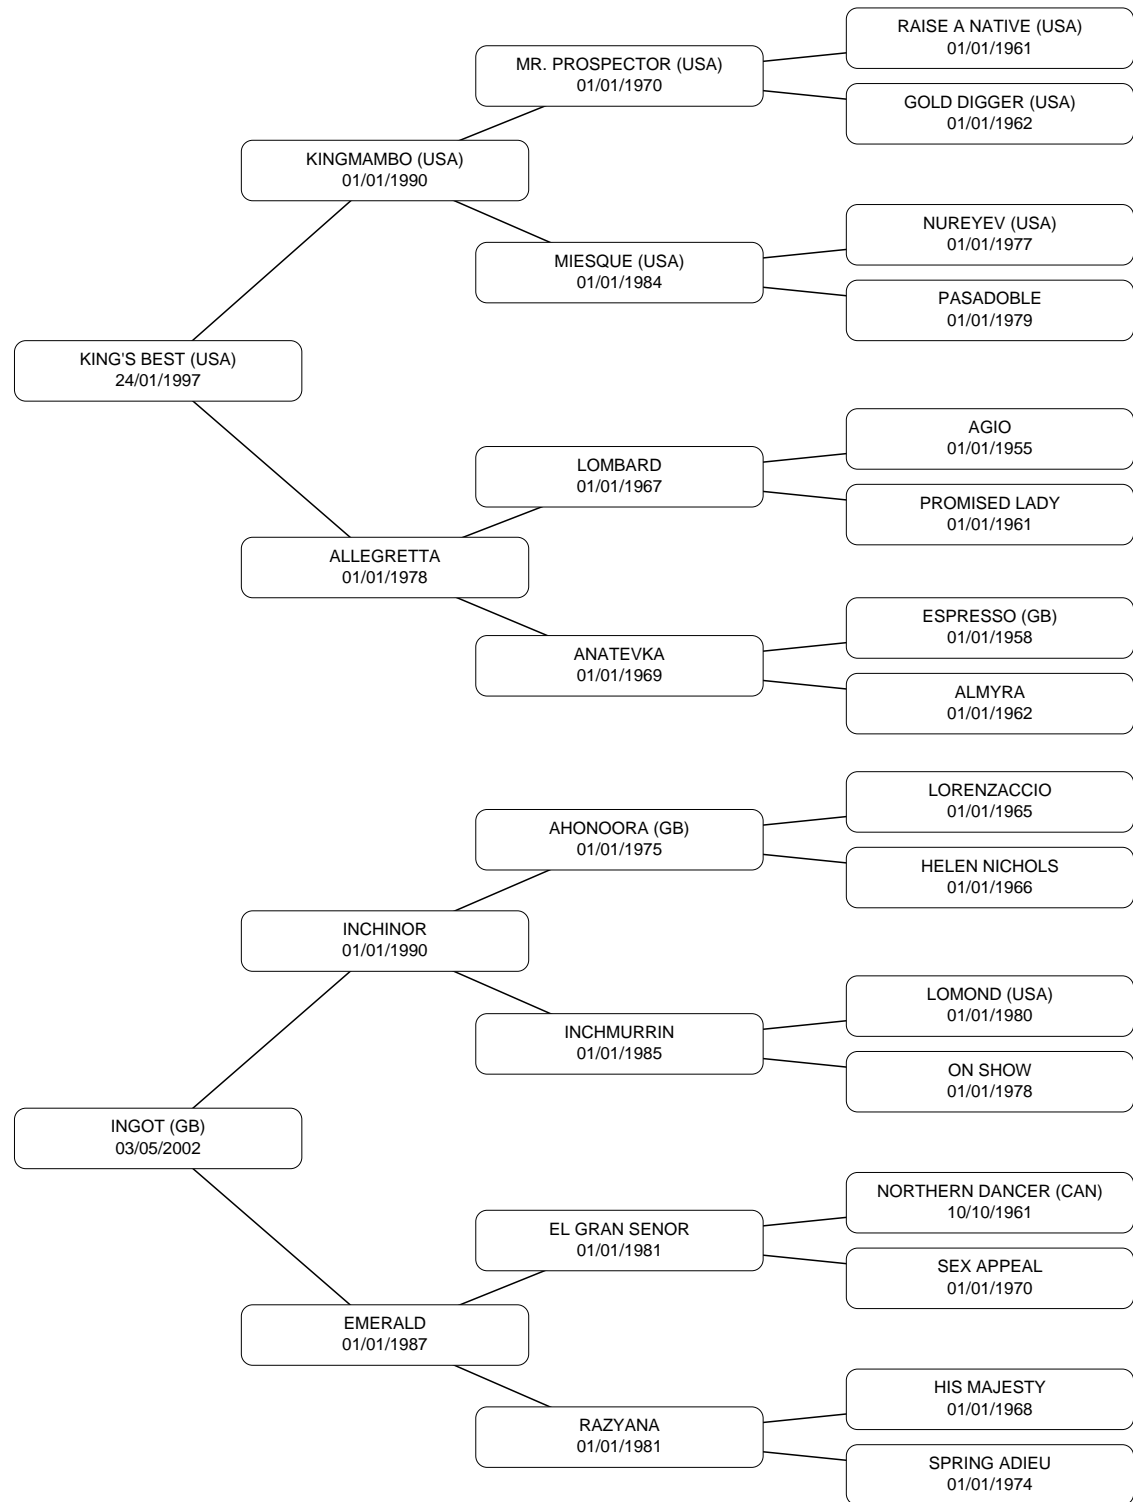 RAISE A NATIVE (USA)
01/01/1961
MR. PROSPECTOR (USA)
01/01/1970
GOLD DIGGER (USA)
01/01/1962
KINGMAMBO (USA)
01/01/1990
NUREYEV (USA)
01/01/1977
MIESQUE (USA)
01/01/1984
PASADOBLE
01/01/1979
KING'S BEST (USA)
24/01/1997
AGIO
01/01/1955
LOMBARD
01/01/1967
PROMISED LADY
01/01/1961
ALLEGRETTA
01/01/1978
ESPRESSO (GB)
01/01/1958
ANATEVKA
01/01/1969
ALMYRA
01/01/1962
LORENZACCIO
01/01/1965
AHONOORA (GB)
01/01/1975
HELEN NICHOLS
01/01/1966
INCHINOR
01/01/1990
LOMOND (USA)
01/01/1980
INCHMURRIN
01/01/1985
ON SHOW
01/01/1978
INGOT (GB)
03/05/2002
NORTHERN DANCER (CAN)
10/10/1961
EL GRAN SENOR
01/01/1981
SEX APPEAL
01/01/1970
EMERALD
01/01/1987
HIS MAJESTY
01/01/1968
RAZYANA
01/01/1981
SPRING ADIEU
01/01/1974